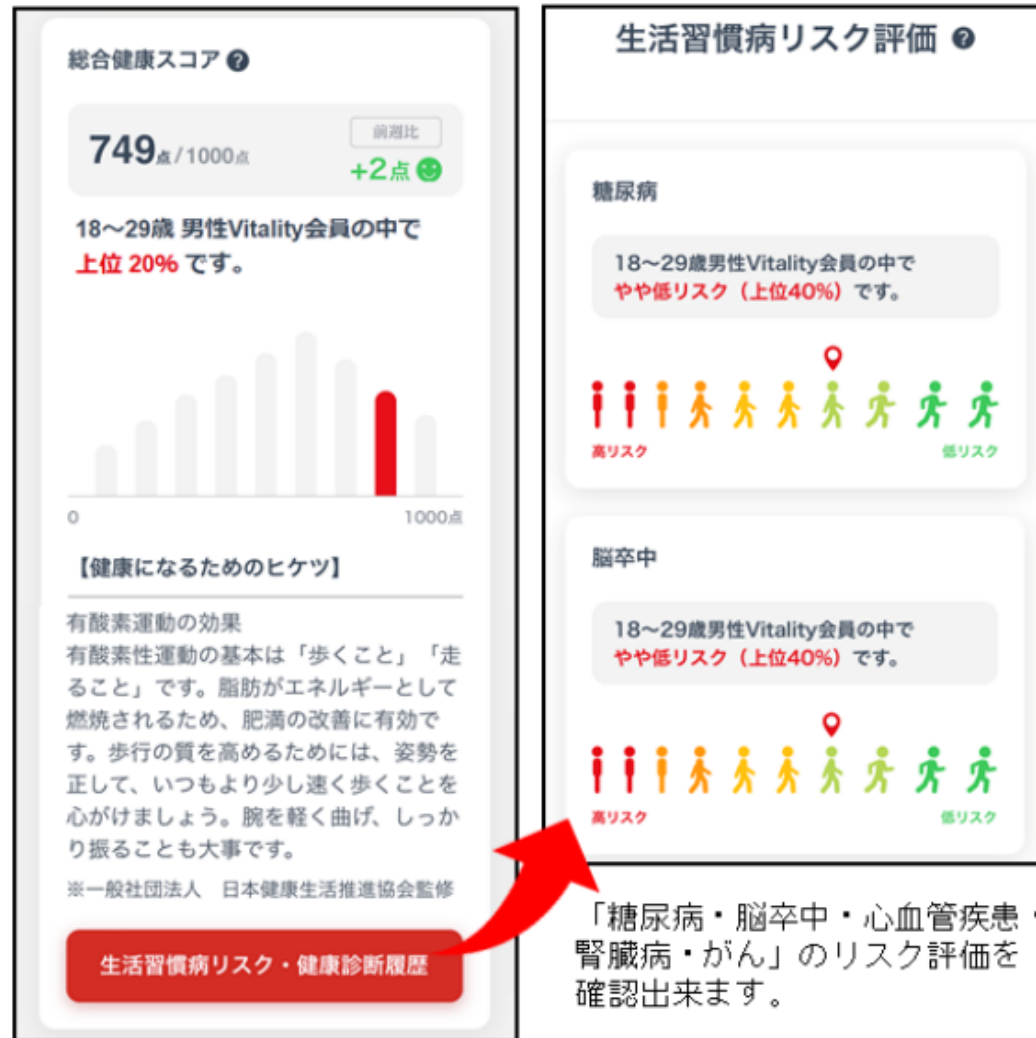 総合健康スコア ?
749点/1000点
前週比
+2点
18～29歳 男性Vitality会員の中で
上位 20% です。
0
1000点
【健康になるためのヒケツ】
有酸素運動の効果
有酸素性運動の基本は「歩くこと」「走
ること」です。脂肪がエネルギーとして
燃焼されるため、肥満の改善に有効で
す。歩行の質を高めるためには、姿勢を
正して、いつもより少し速く歩くことを
心がけましょう。腕を軽く曲げ、しっか
り振ることも大事です。
※一般社団法人　日本健康生活推進協会監修
生活習慣病リスク・健康診断履歴
生活習慣病リスク評価 ?
糖尿病
18～29歳男性Vitality会員の中で
やや低リスク（上位40%）です。
高リスク
低リスク
脳卒中
18～29歳男性Vitality会員の中で
やや低リスク（上位40%）です。
高リスク
低リスク
「糖尿病・脳卒中・心血管疾患・
腎臓病・がん」のリスク評価を
確認出来ます。